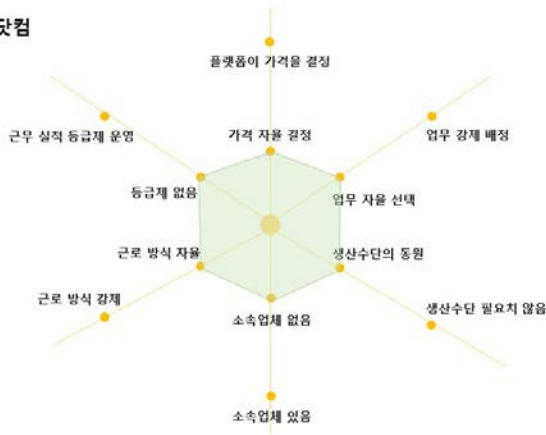 닷컴
플랫폼이 가격을 결정
근무 실적 등급제 운영
가격 자율 결정
업무 강제 배정
등급제 없음
업무 자율 선택
근로 방식 자율
생산수단의 동원
근로 방식 강제
소속업체 없음
생산수단 필요치 않음
소속업체 있음